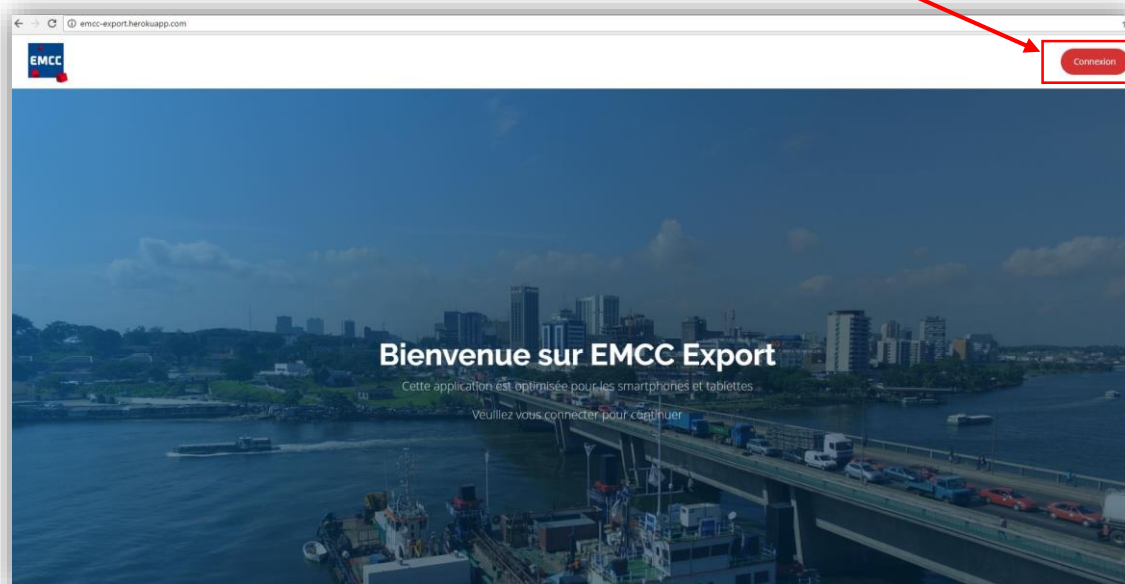 emcc-export.herokuapp.com
EMCC
Connexion
Bienvenue sur EMCC Export
Cette application est optimisée pour les smartphones et tablettes
Veuillez vous connecter pour continuer